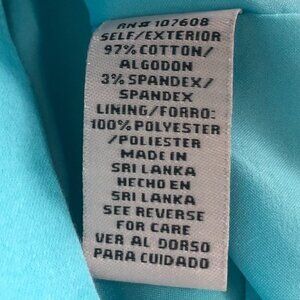 RN# 107608
SELF/EXTERIOR
97% COTTON/
ALGODON
3% SPANDEX/
SPANDEX
LINING/FORRO:
100% POLYESTER
/POLIESTER
MADE IN
SRI LANKA
HECHO EN
SRI LANKA
SEE REVERSE
FOR CARE
VER AL DORSO
PARA CUIDADO